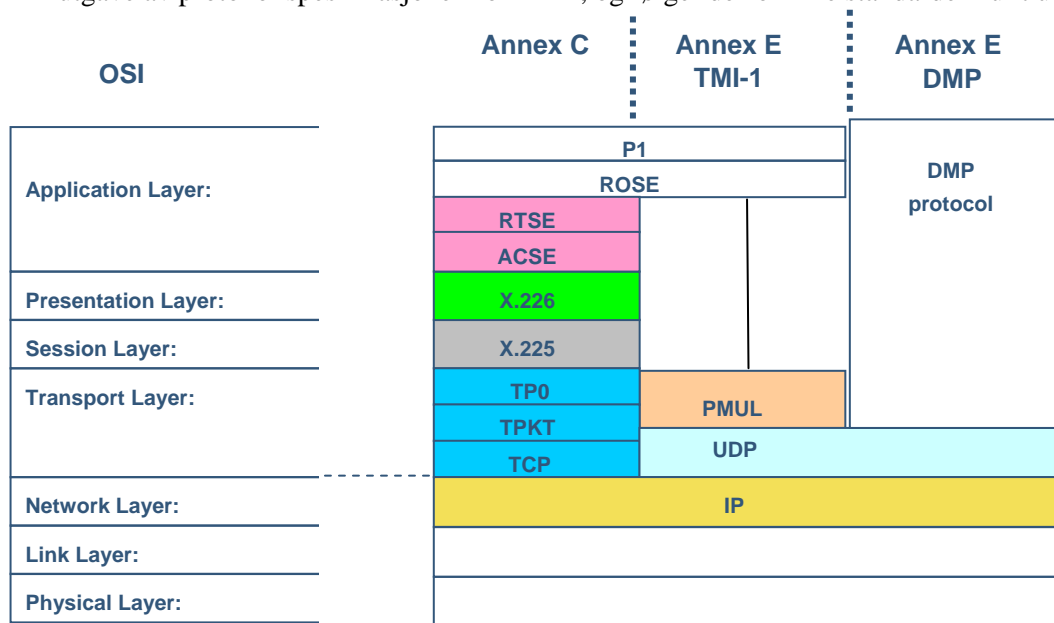 Annex C Annex E Annex E
OSI TMI-1 DMP
P1
DMP
Application Layer: ROSE protocol
RTSE
ACSE
Presentation Layer: X.226
Session Layer: X.225
Transport Layer: TP0
PMUL
TPKT
UDP
TCP
Network Layer: IP
Link Layer:
Physical Layer: